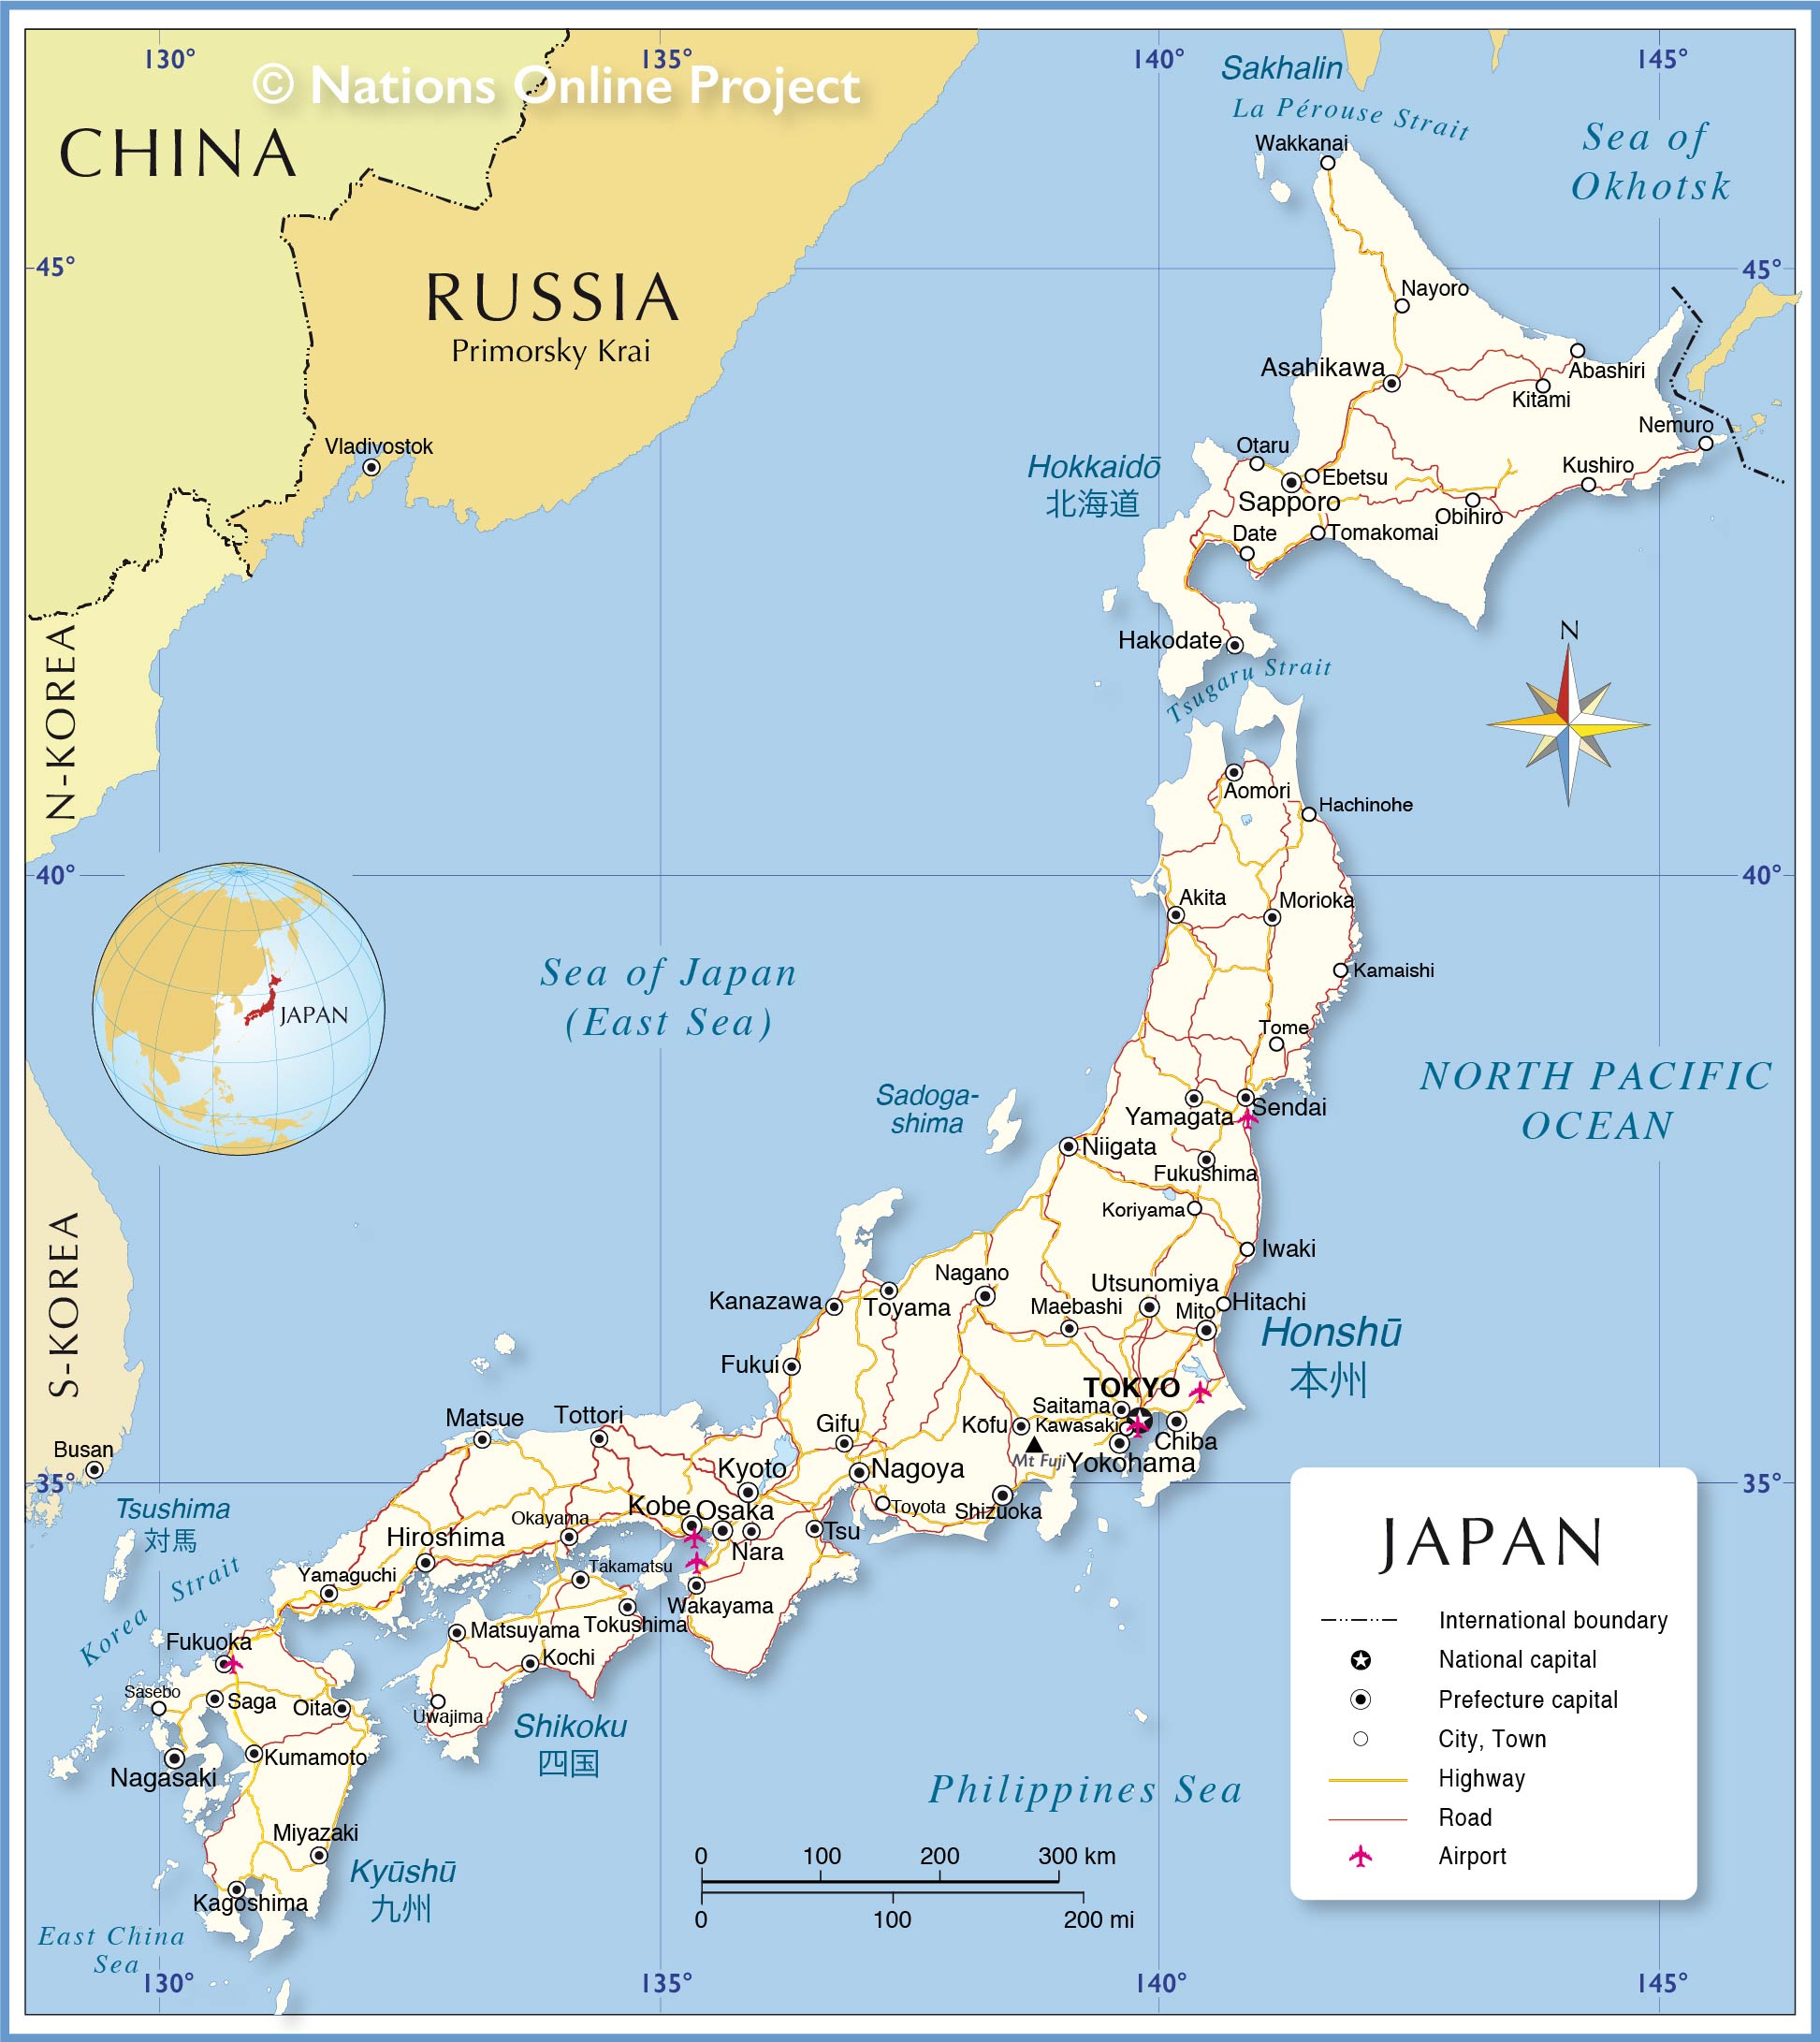 130°
135°
140°
145°
© Nations Online Project
Sakhalin
La Pérouse Strait
Sea of
Okhotsk
CHINA
Wakkanai
45°
45°
RUSSIA
Primorsky Krai
Nayoro
Asahikawa
Abashiri
Kitami
Nemuro
Vladivostok
Otaru
Hokkaidō
北海道
Ebetsu
Kushiro
Sapporo
Obihiro
Date
Tomakomai
N-KOREA
Hakodate
N
Tsugaru Strait
Aomori
Hachinohe
40°
40°
Akita
Morioka
Sea of Japan
(East Sea)
Kamaishi
JAPAN
Tome
NORTH PACIFIC
OCEAN
Sadoga-
shima
Yamagata
Sendai
Niigata
Fukushima
Koriyama
S-KOREA
Iwaki
Nagano
Utsunomiya
Kanazawa
Toyama
Maebashi
Mito
Hitachi
Honshū
本州
Fukui
TOKYO
Saitama
Matsue
Tottori
Gifu
Kōfu
Kawasaki
Chiba
Busan
Mt Fuji
Yokohama
Kyoto
Nagoya
35°
35°
Tsushima
対馬
Kobe
Osaka
Toyota
Shizuoka
Okayama
Hiroshima
Tsu
Nara
Korea Strait
Yamaguchi
Takamatsu
Wakayama
Tokushima
Matsuyama
Fukuoka
Kochi
Sasebo
Saga
Oita
Uwajima
Shikoku
四国
Kumamoto
Nagasaki
Philippines Sea
Miyazaki
Kyūshū
九州
Kagoshima
East China
Sea
0 100 200 300 km
0 100 200 mi
JAPAN
International boundary
National capital
Prefecture capital
City, Town
Highway
Road
Airport
130°
135°
140°
145°